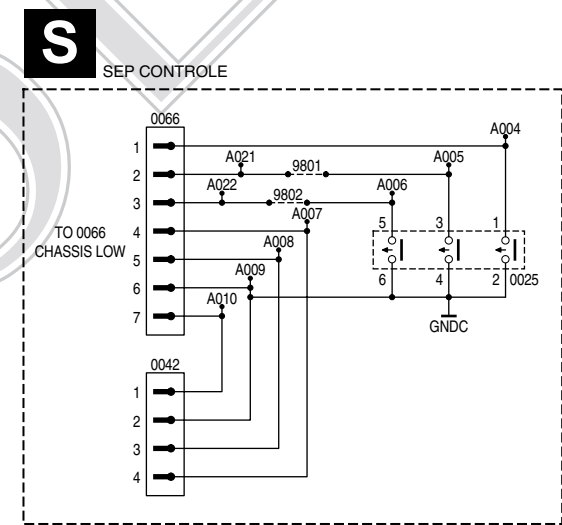 S
SEP CONTROLE
0066
A004
1
A021
A005
2
9801
A022
9802
A006
3
A007
TO 0066
CHASSIS LOW
4
5
3
1
A008
5
A009
6
6
4
2
0025
A010
7
GNDC
0042
1
2
3
4